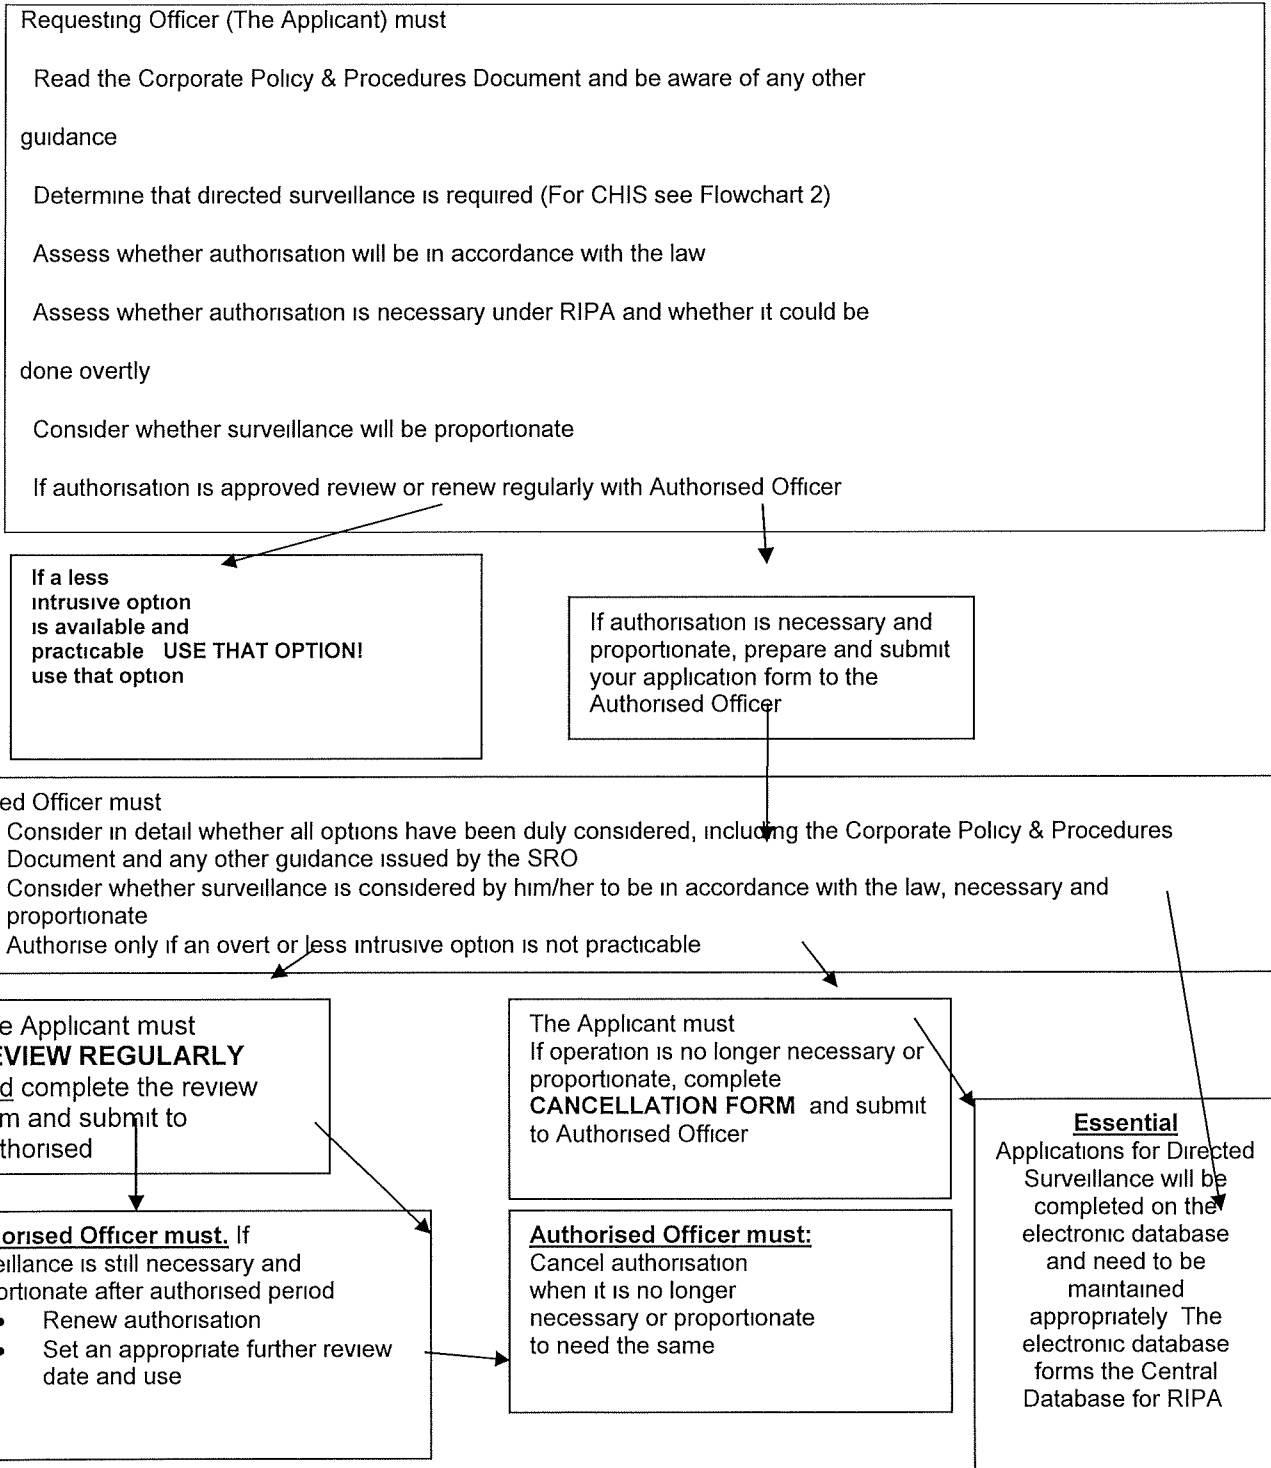 Requesting Officer (The Applicant) must
Read the Corporate Policy & Procedures Document and be aware of any other
guidance
Determine that directed surveillance is required (For CHIS see Flowchart 2)
Assess whether authorisation will be in accordance with the law
Assess whether authorisation is necessary under RIPA and whether it could be
done overtly
Consider whether surveillance will be proportionate
If authorisation is approved review or renew regularly with Authorised Officer
If a less
intrusive option
is available and
practicable USE THAT OPTION!
use that option
If authorisation is necessary and
proportionate, prepare and submit
your application form to the
Authorised Officer
ed Officer must
Consider in detail whether all options have been duly considered, including the Corporate Policy & Procedures
Document and any other guidance issued by the SRO
Consider whether surveillance is considered by him/her to be in accordance with the law, necessary and
proportionate
Authorise only if an overt or less intrusive option is not practicable
e Applicant must
EVIEW REGULARLY
d complete the review
m and submit to
thorised
The Applicant must
If operation is no longer necessary or
proportionate, complete
CANCELLATION FORM and submit
to Authorised Officer
orised Officer must. If
eillance is still necessary and
ortionate after authorised period
• Renew authorisation
• Set an appropriate further review
date and use
Authorised Officer must:
Cancel authorisation
when it is no longer
necessary or proportionate
to need the same
Essential
Applications for Directed
Surveillance will be
completed on the
electronic database
and need to be
maintained
appropriately The
electronic database
forms the Central
Database for RIPA